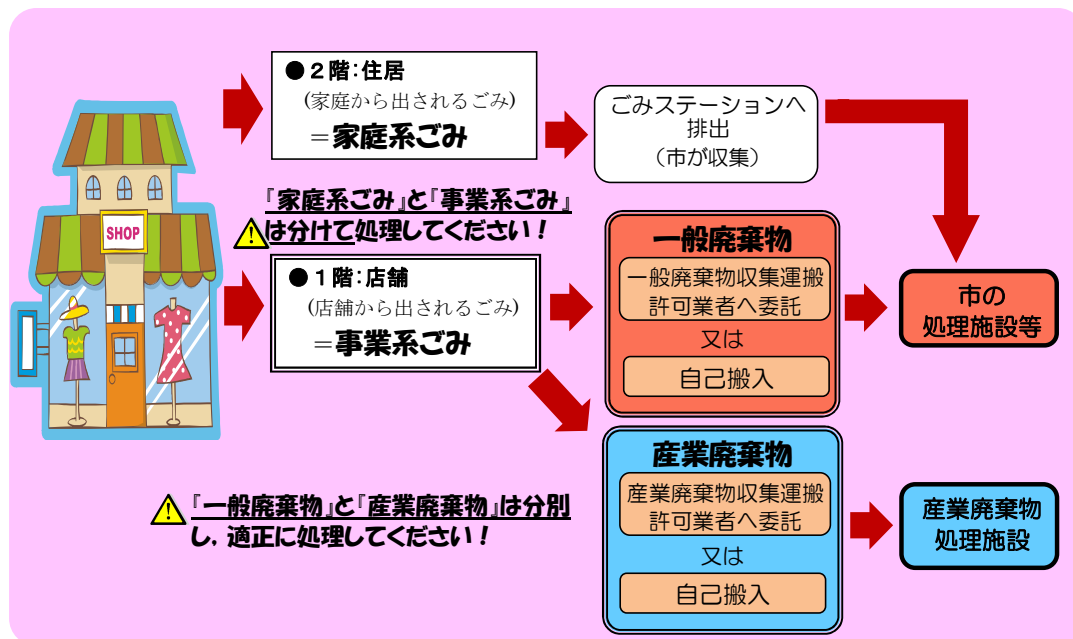 ●2階:住居
(家庭から出されるごみ)
=家庭系ごみ
ごみステーションへ
排出
(市が収集)
『家庭系ごみ』と『事業系ごみ』
は分けて処理してください!
SHOP
●1階:店舗
(店舗から出されるごみ)
=事業系ごみ
一般廃棄物
一般廃棄物収集運搬
許可業者へ委託
又は
自己搬入
市の
処理施設等
産業廃棄物
産業廃棄物収集運搬
許可業者へ委託
又は
自己搬入
産業廃棄物
処理施設
『一般廃棄物』と『産業廃棄物』は分別
し,適正に処理してください!